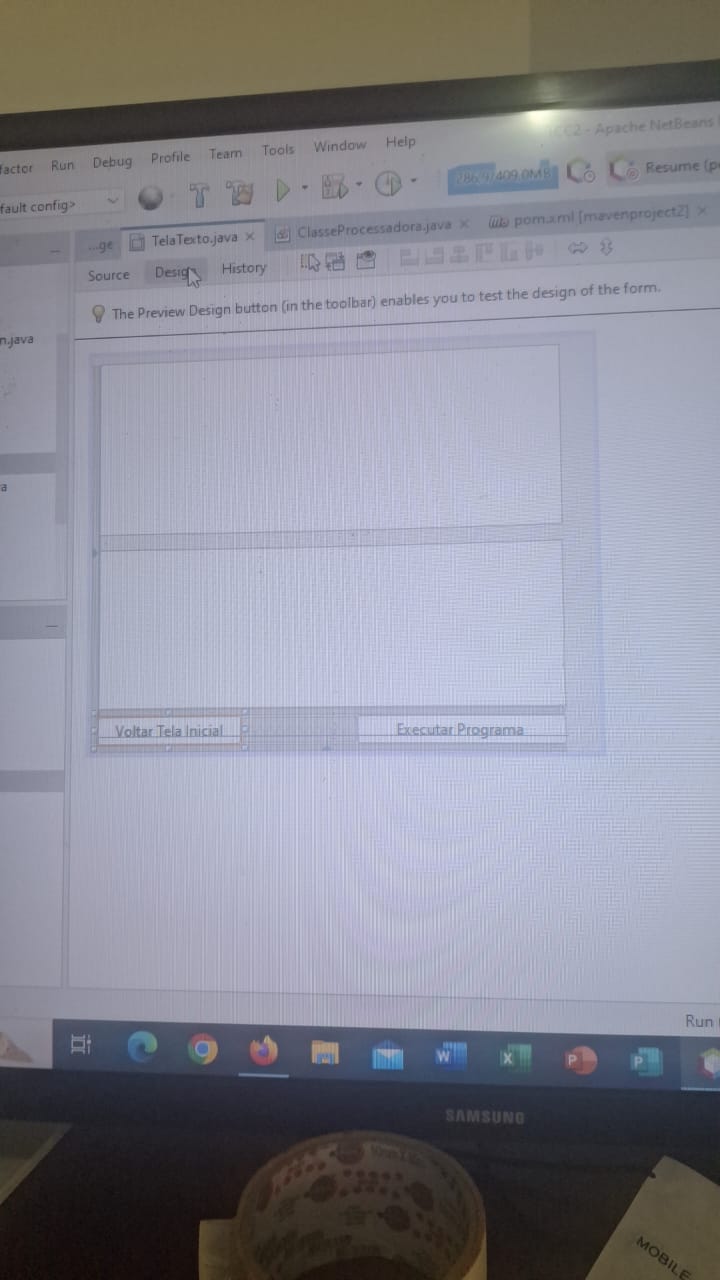 CC2 - Apache NetBeans
factor Run Debug Profile Team Tools Window Help
fault config>
286,9/409.0MB
Resume (p
...ge TelaTexto.java × ClasseProcessadora.java × pom.xml [mavenproject2] ×
Source Design History
The Preview Design button (in the toolbar) enables you to test the design of the form.
n.java
a
Voltar Tela Inicial
Executar Programa
Run
W X P P
SAMSUNG
MOBILE